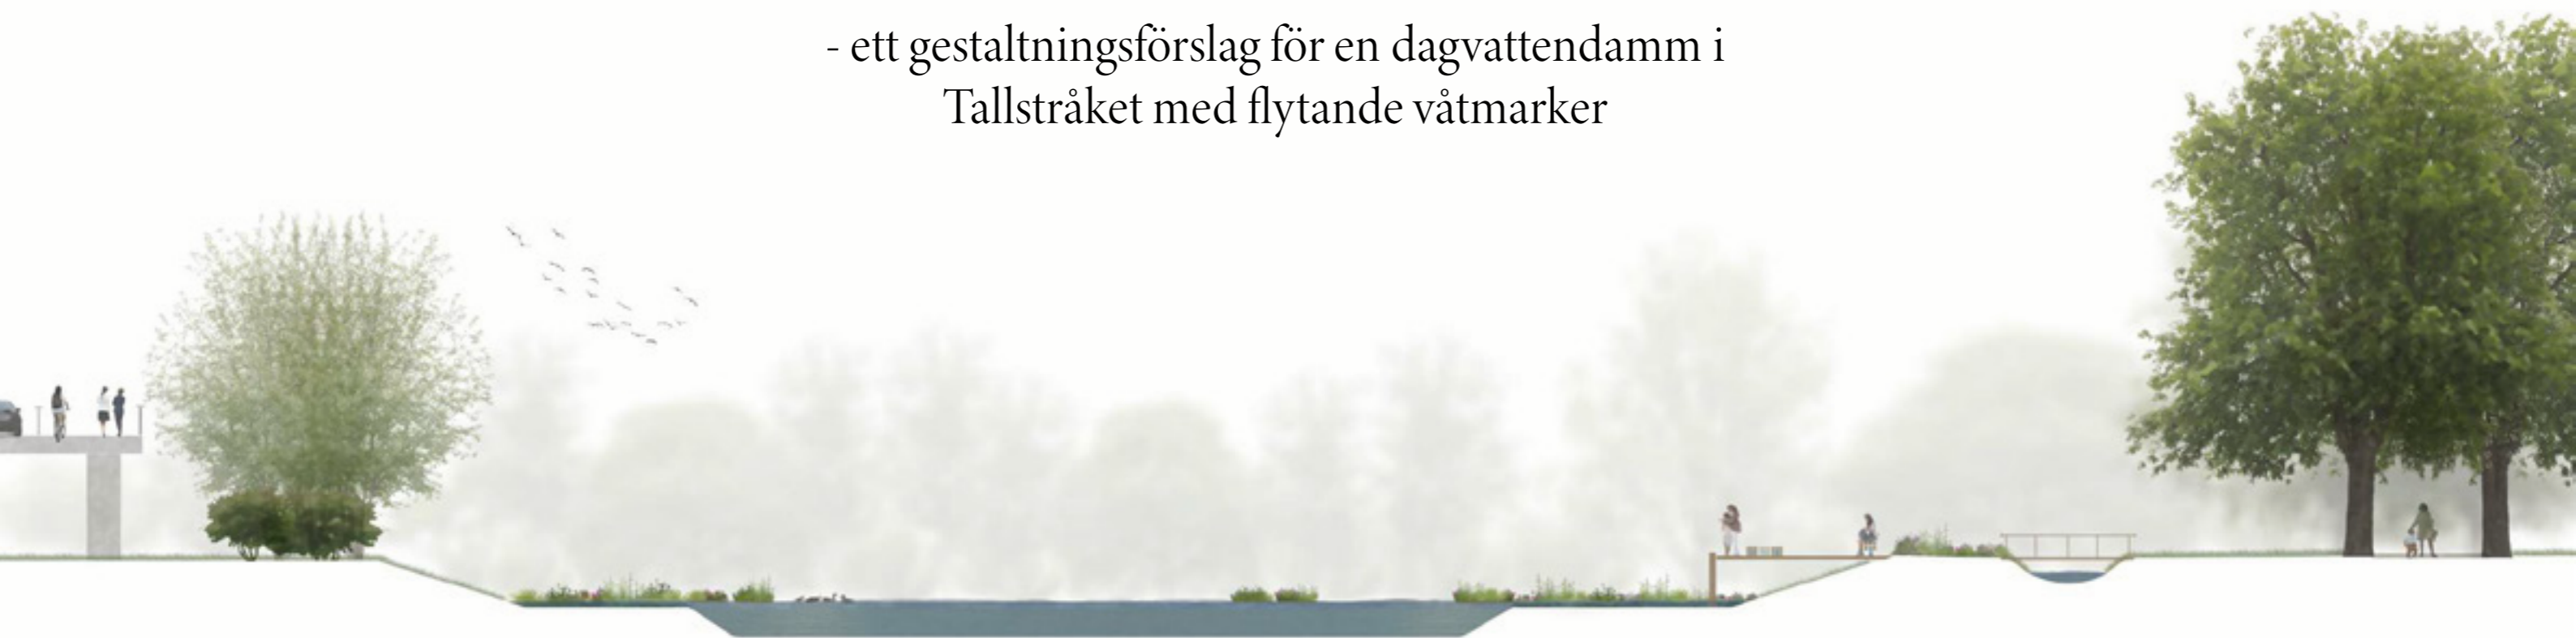 - ett gestaltningsförslag för en dagvattendamm i
Tallstråket med flytande våtmarker